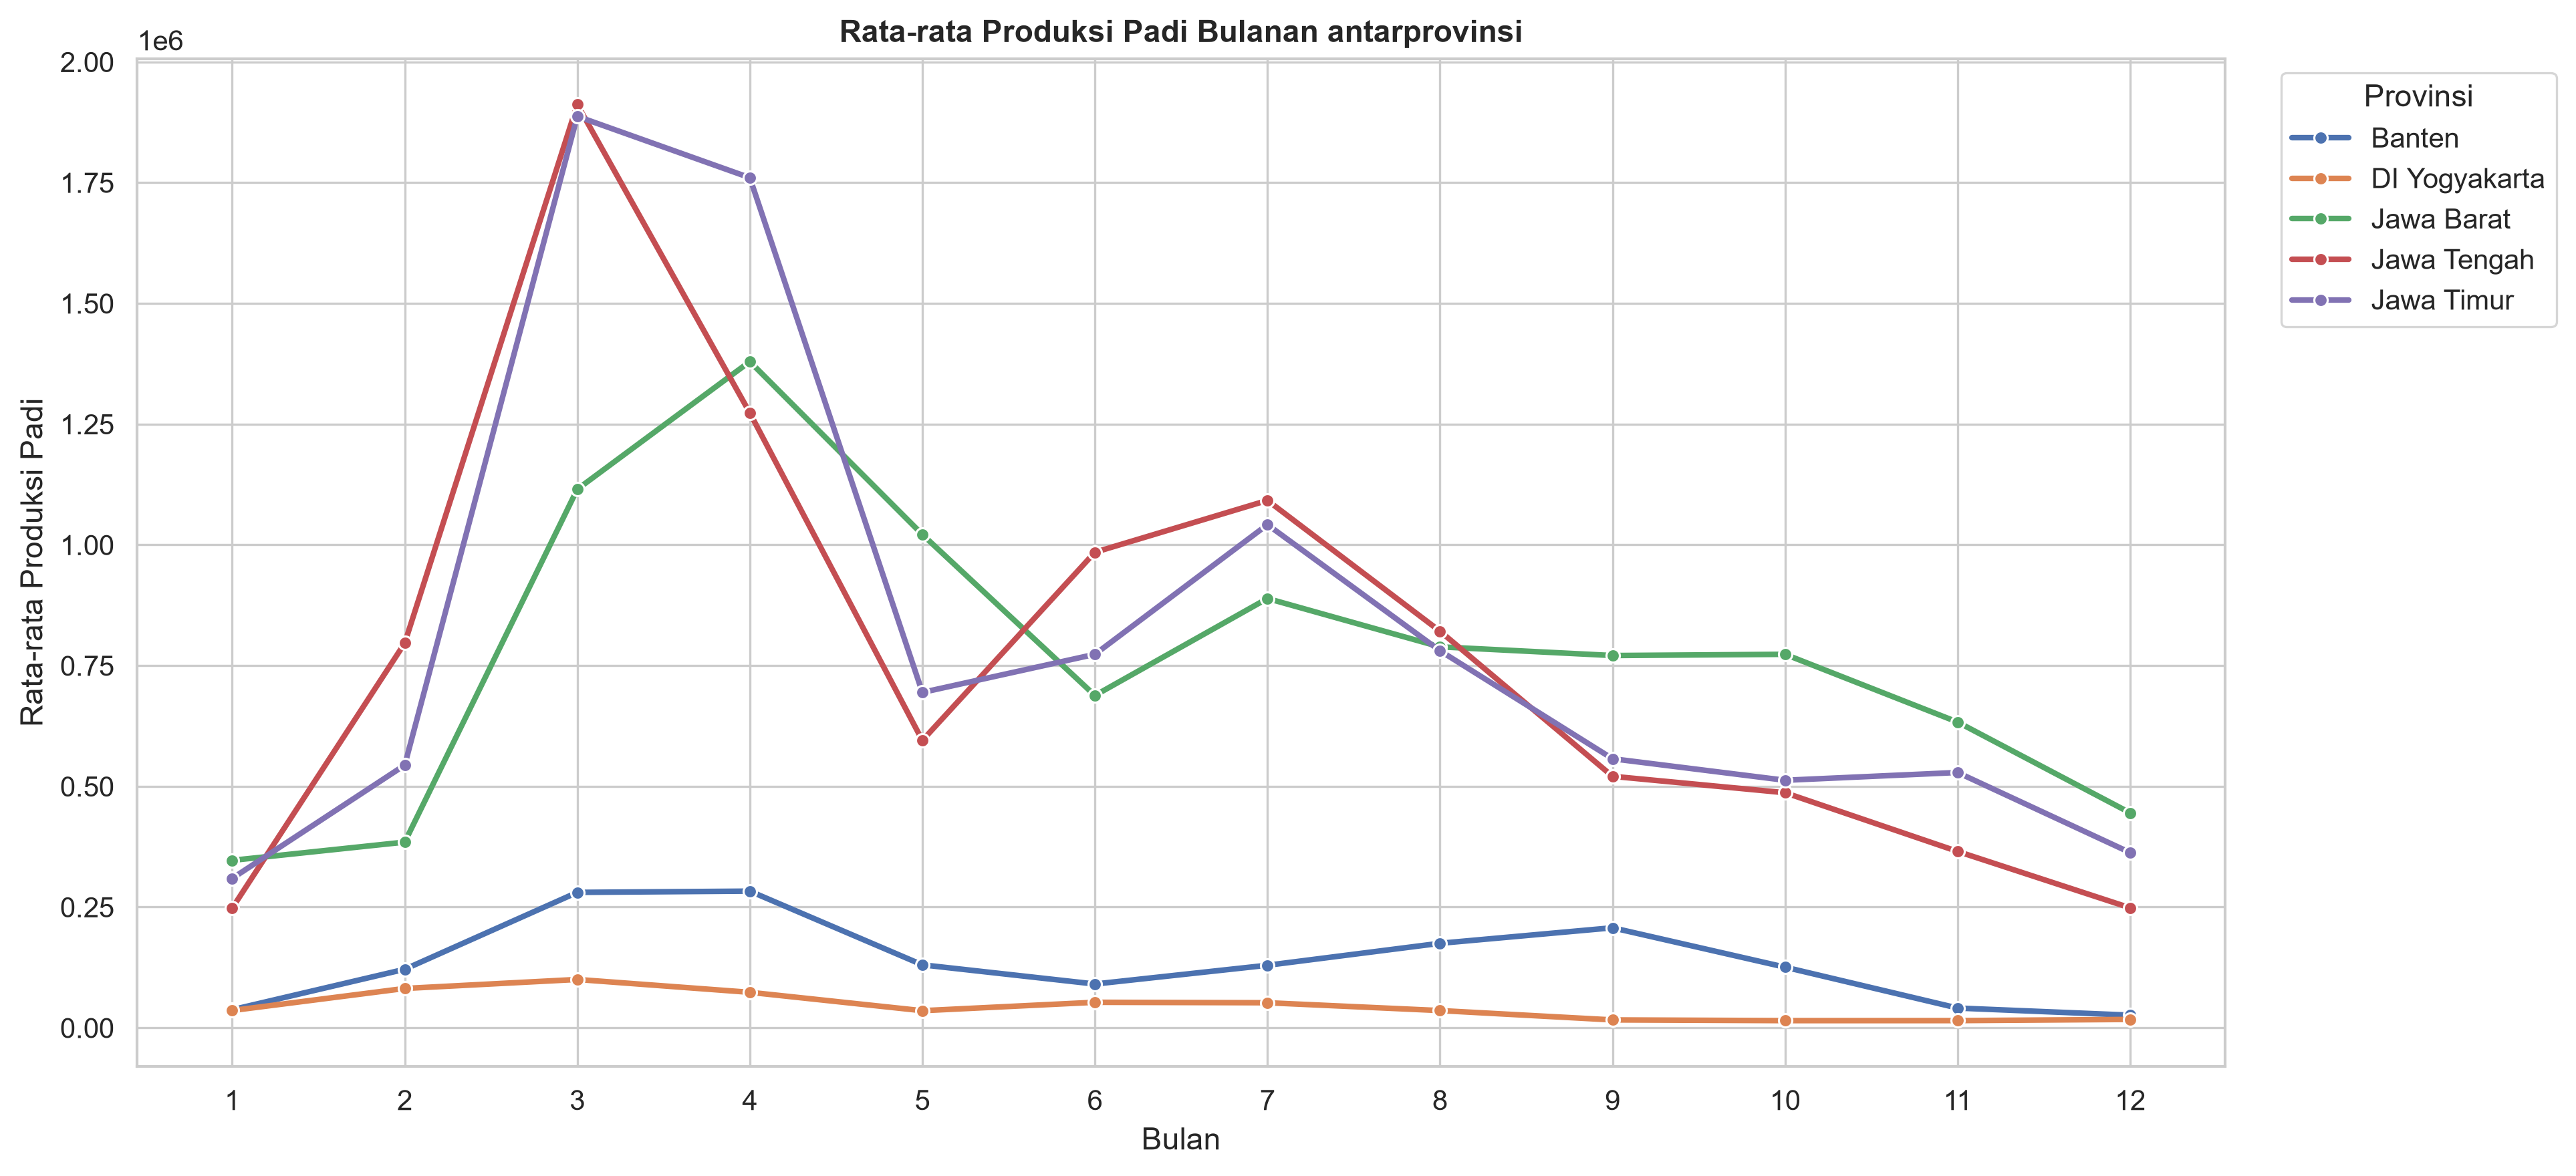 Rata-rata Produksi Padi Bulanan antarprovinsi
1e6
2.00
1.75
1.50
1.25
1.00
0.75
0.50
0.25
0.00
Rata-rata Produksi Padi
1 2 3 4 5 6 7 8 9 10 11 12
Bulan
Provinsi
Banten
DI Yogyakarta
Jawa Barat
Jawa Tengah
Jawa Timur